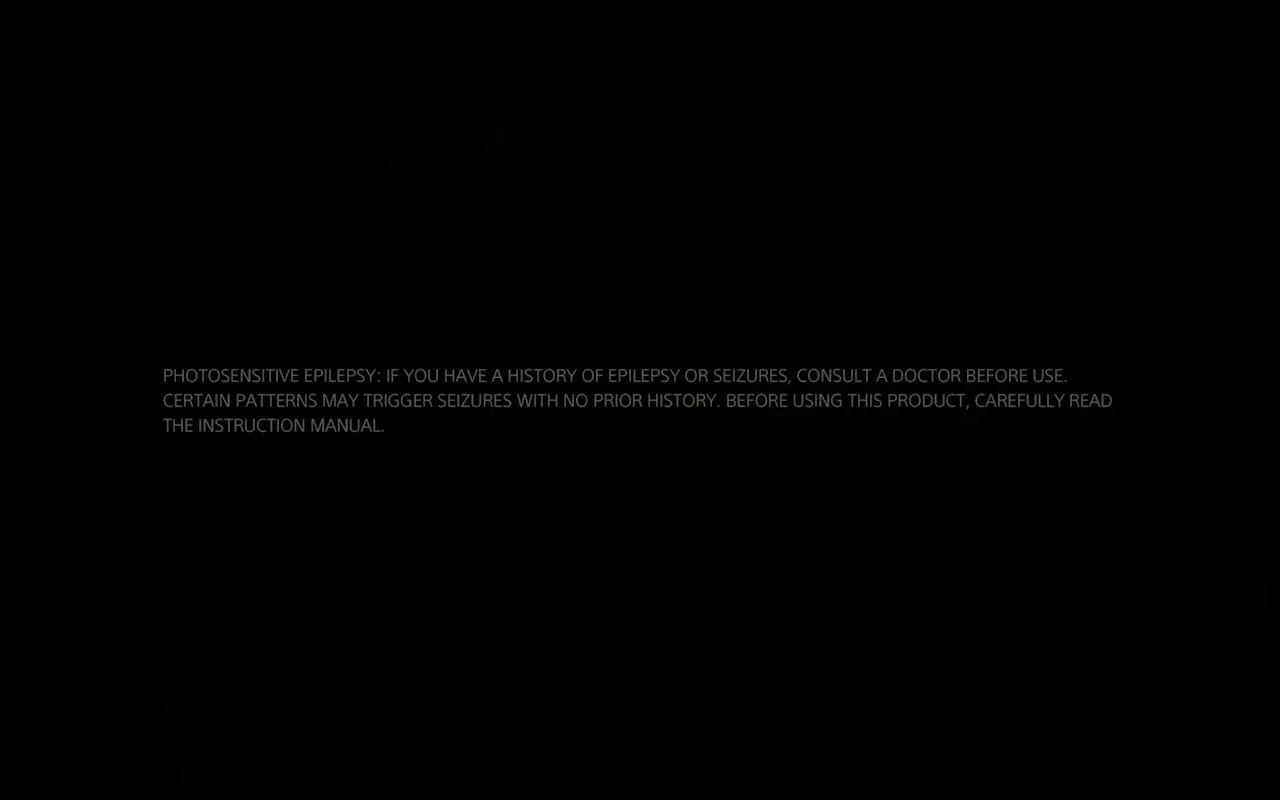 PHOTOSENSITIVE EPILEPSY: IF YOU HAVE A HISTORY OF EPILEPSY OR SEIZURES, CONSULT A DOCTOR BEFORE USE.
CERTAIN PATTERNS MAY TRIGGER SEIZURES WITH NO PRIOR HISTORY. BEFORE USING THIS PRODUCT, CAREFULLY READ
THE INSTRUCTION MANUAL.